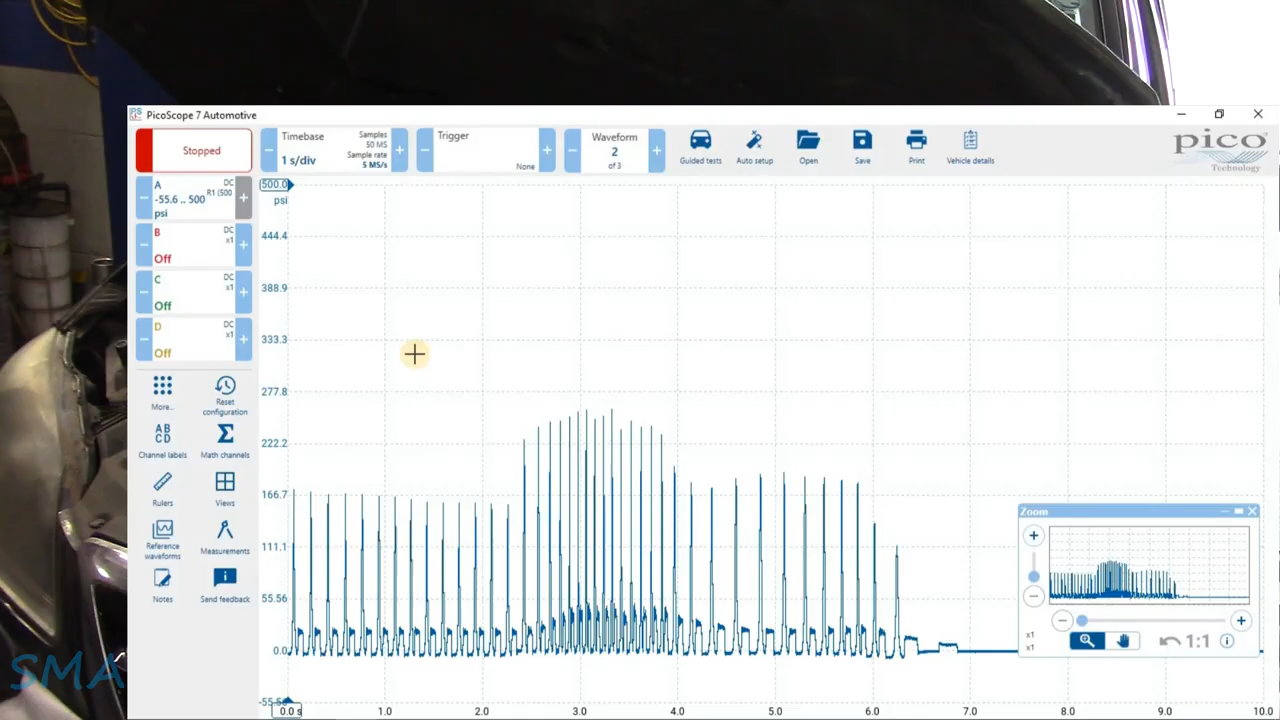 PicoScope 7 Automotive
Stopped
Timebase
1 s/div
Samples
50 MS
Sample rate
5 MS/s
Trigger
None
Waveform
2
of 3
Guided tests
Auto setup
Open
Save
Print
Vehicle details
pico
Technology
A
DC
-55.6 .. 500
R1 (500
psi
B
DC
x1
Off
C
DC
x1
Off
D
DC
x1
Off
More...
Reset
configuration
AB
CD
Channel labels
Math channels
Rulers
Views
Reference
waveforms
Measurements
Notes
Send feedback
500.0
psi
444.4
388.9
333.3
277.8
222.2
166.7
111.1
55.56
0.0
0.0 s
1.0
2.0
3.0
4.0
5.0
6.0
7.0
8.0
9.0
10.0
Zoom
x1
x1
1:1
SMA